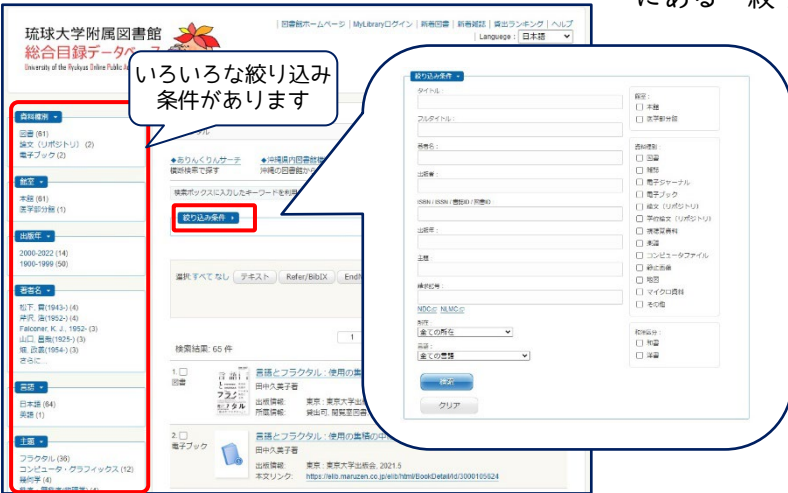 にある 絞
琉球大学附属図書館
総合目録データベース
University of the Ryukyus Online Public
図書館ホームページ | MyLibraryログイン | 新着図書 | 新着雑誌 | 貸出ランキング | ヘルプ
Language : 日本語
いろいろな絞り込み
条件があります
資料種別
図書 (61)
論文(リポジトリ) (2)
電子ブック (2)
館室
本館 (61)
医学部分館 (1)
出版年
2000-2022 (14)
1900-1999 (50)
著者名
松下, 貢(1943-) (4)
芹沢, 浩(1952-) (4)
Falconer, K. J., 1952- (3)
山口, 昌哉(1925-) (3)
畑, 政義(1954-) (3)
さらに...
言語
日本語 (64)
英語 (1)
主題
フラクタル (36)
コンピュータ・グラフィックス (12)
幾何学 (4)
タル
◆ありんくりんサーチ
横断検索で探す
◆沖縄県内図書館横
沖縄の図書館から
検索ボックスに入力したキーワードを利用
絞り込み条件
選択 すべて なし
テキスト
Refer/BibIX
EndN
1
検索結果: 65 件
1.
図書
言語とフラクタル : 使用の集
田中久美子著
出版情報: 東京 : 東京大学出
所蔵情報: 貸出可, 閲覧室図書
2.
電子ブック
言語とフラクタル : 使用の集積の中
田中久美子著
出版情報: 東京 : 東京大学出版会, 2021.5
本文リンク: https://elib.maruzen.co.jp/elib/html/BookDetail/Id/3000105624
絞り込み条件
タイトル :
フルタイトル :
著者名 :
出版者 :
ISBN / ISSN / 書誌ID / 所蔵ID
出版年 :
主題 :
請求記号 :
NDC NLMC
所在 :
全ての所在
言語 :
全ての言語
検索
クリア
館室 :
本館
医学部分館
資料種別 :
図書
雑誌
電子ジャーナル
電子ブック
論文(リポジトリ)
学位論文(リポジトリ)
視聴覚資料
楽譜
コンピュータファイル
静止画像
地図
マイクロ資料
その他
和洋区分 :
和書
洋書